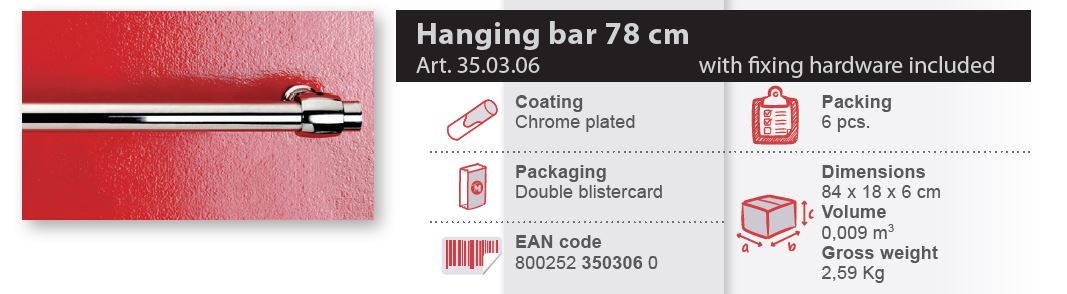 Hanging bar 78 cm
Art. 35.03.06 with fixing hardware included
Coating
Chrome plated
Packing
6 pcs.
Packaging
Double blistercard
Dimensions
84 x 18 x 6 cm
Volume
0,009 m³
Gross weight
2,59 Kg
a
b
c
EAN code
800252 350306 0